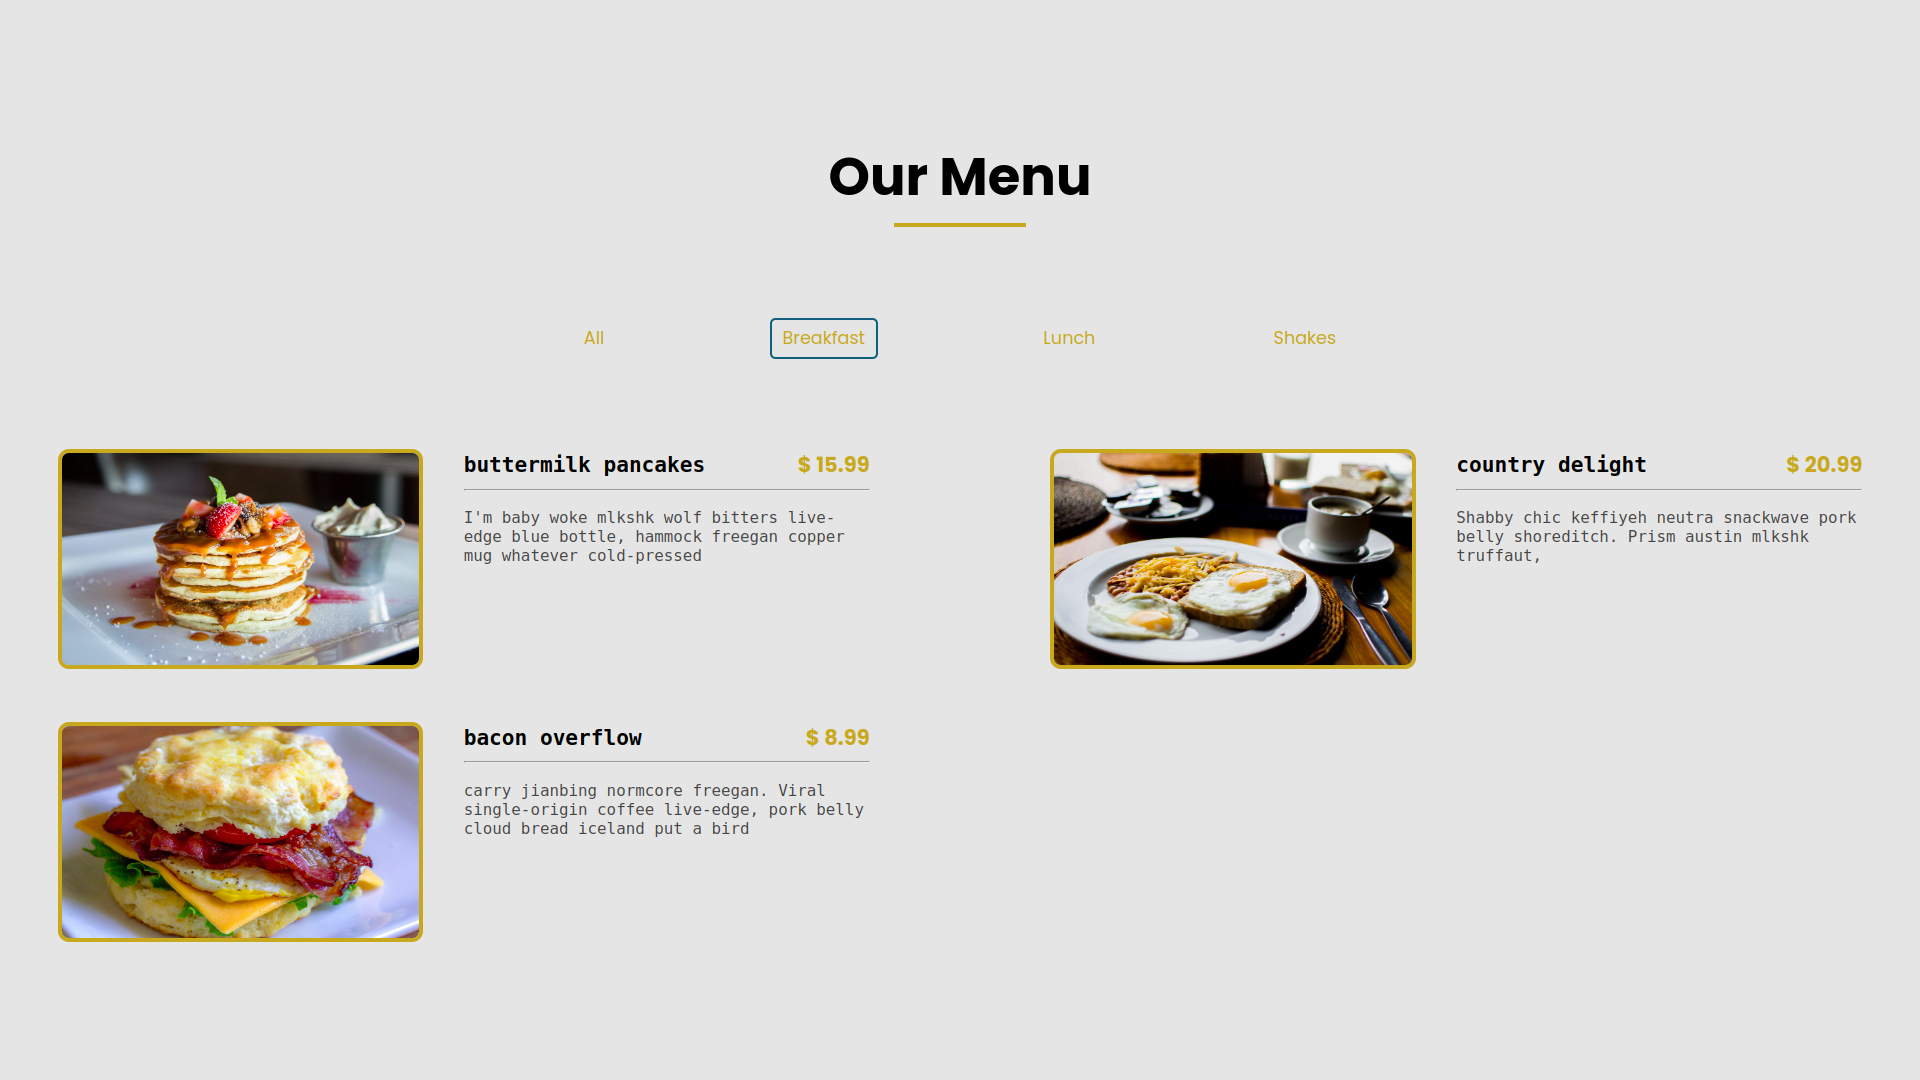 Our Menu
All
Breakfast
Lunch
Shakes
buttermilk pancakes
$ 15.99
I'm baby woke mlkshk wolf bitters live-
edge blue bottle, hammock freegan copper
mug whatever cold-pressed
country delight
$ 20.99
Shabby chic keffiyeh neutra snackwave pork
belly shoreditch. Prism austin mlkshk
truffaut,
bacon overflow
$ 8.99
carry jianbing normcore freegan. Viral
single-origin coffee live-edge, pork belly
cloud bread iceland put a bird